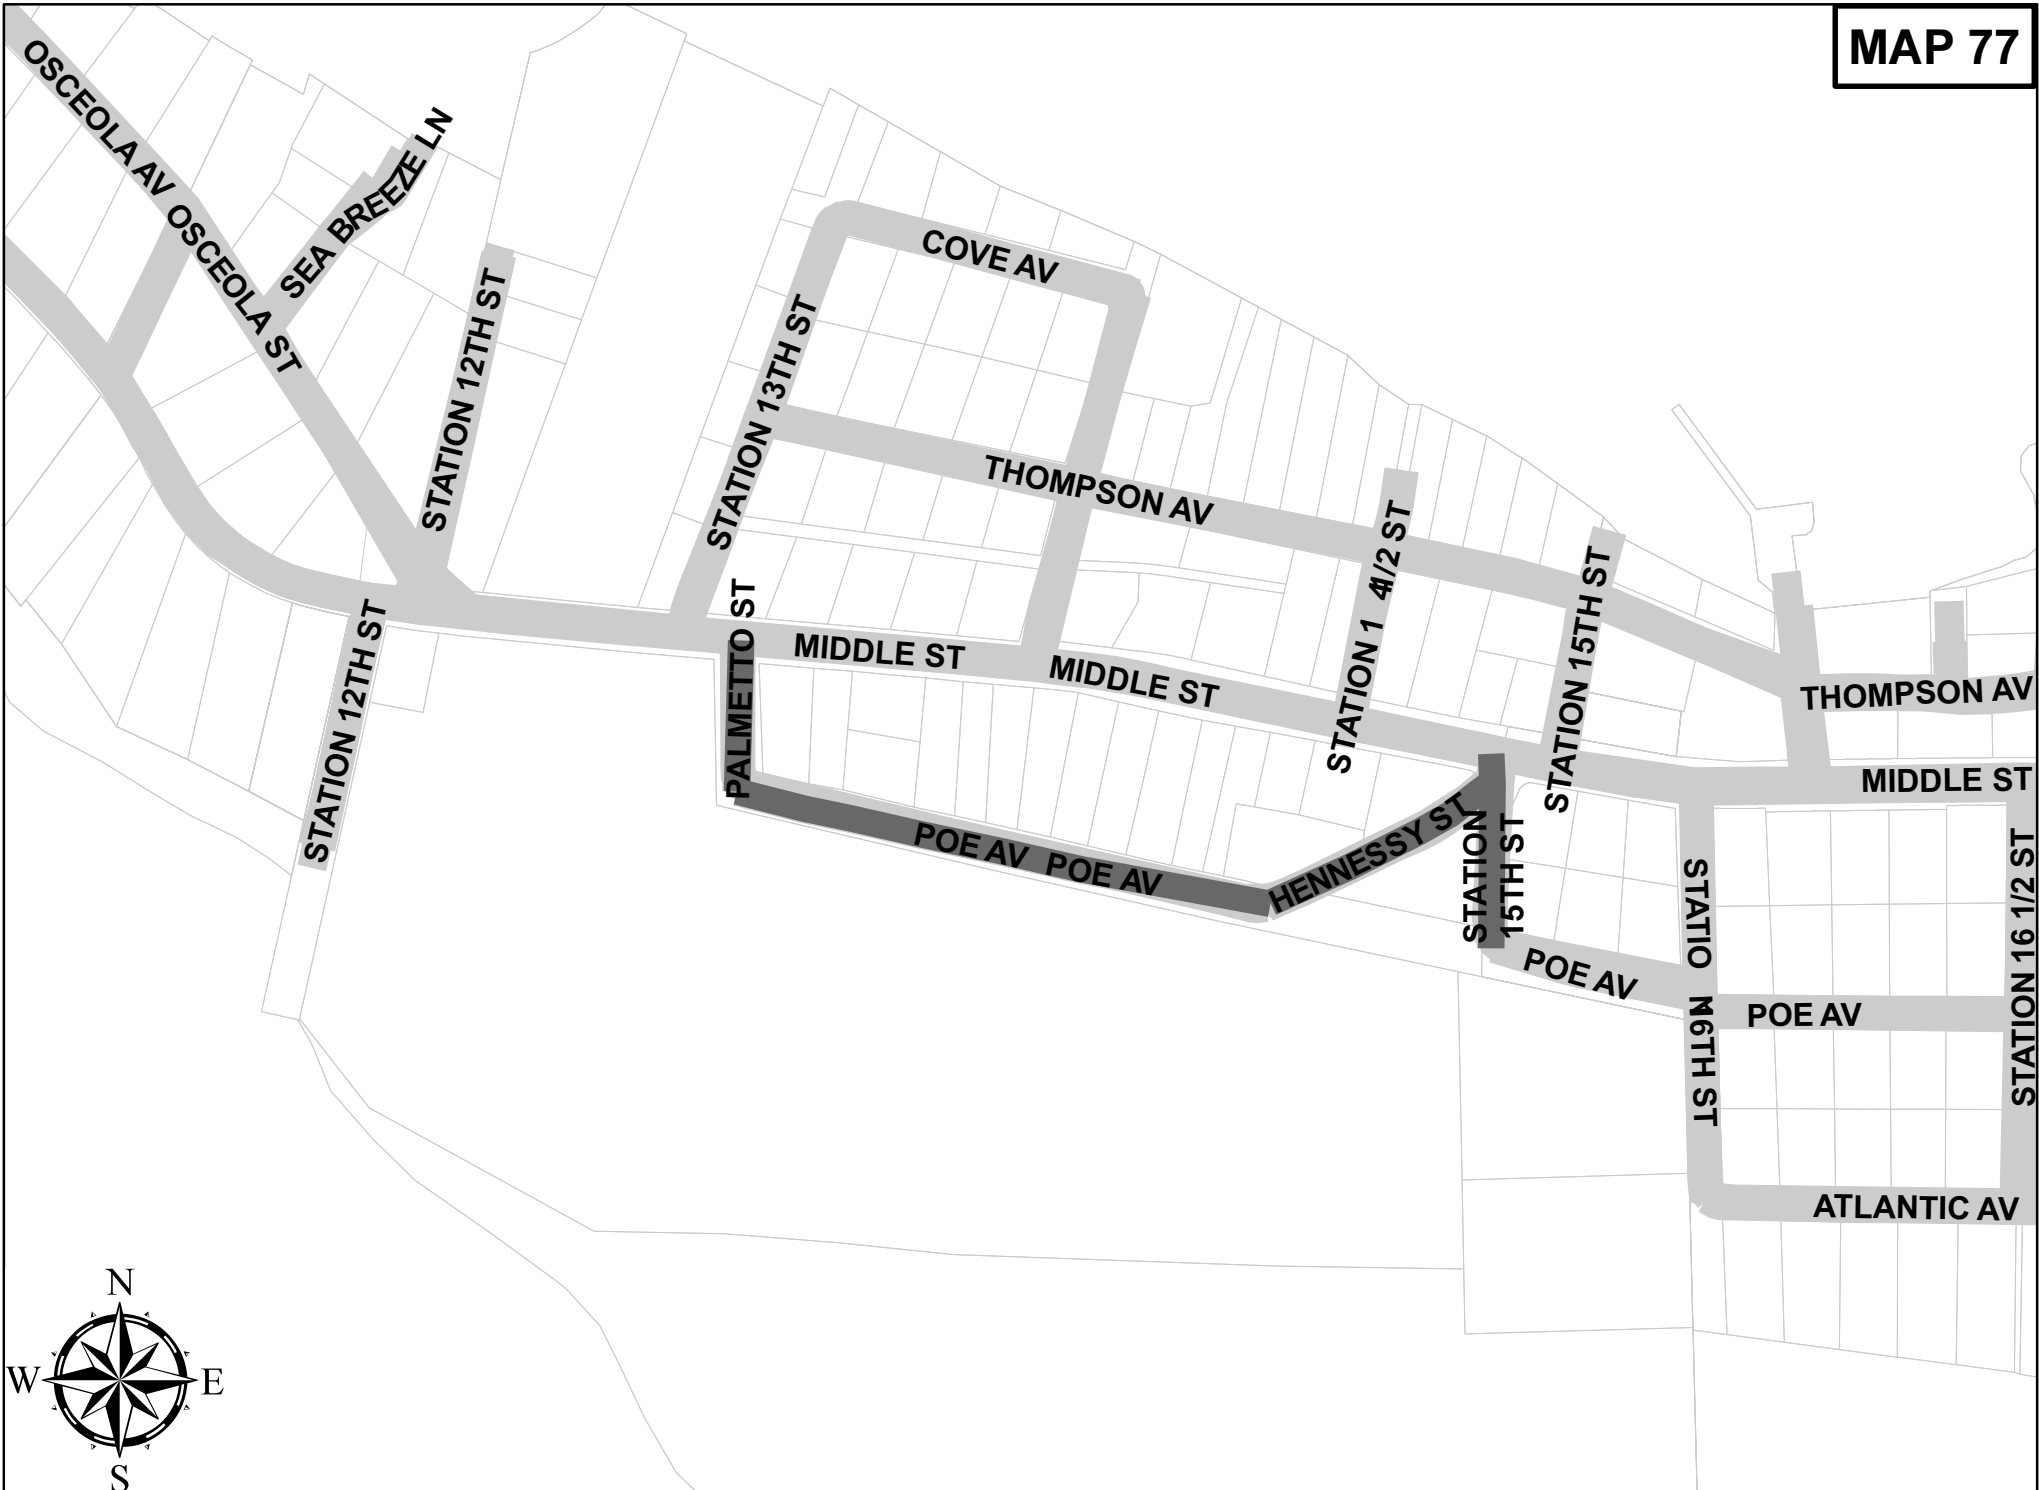 MAP 77
OSCEOLA AV
OSCEOLA ST
SEA BREEZE LN
STATION 12TH ST
COVE AV
STATION 13TH ST
THOMPSON AV
STATION 1 4 1/2 ST
STATION 15TH ST
PALMETTO ST
MIDDLE ST
MIDDLE ST
THOMPSON AV
MIDDLE ST
STATION 12TH ST
POE AV
POE AV
HENNESSY ST
STATION
15TH ST
POE AV
STATIO N
16TH ST
POE AV
STATION 16 1/2 ST
ATLANTIC AV
N
W
E
S